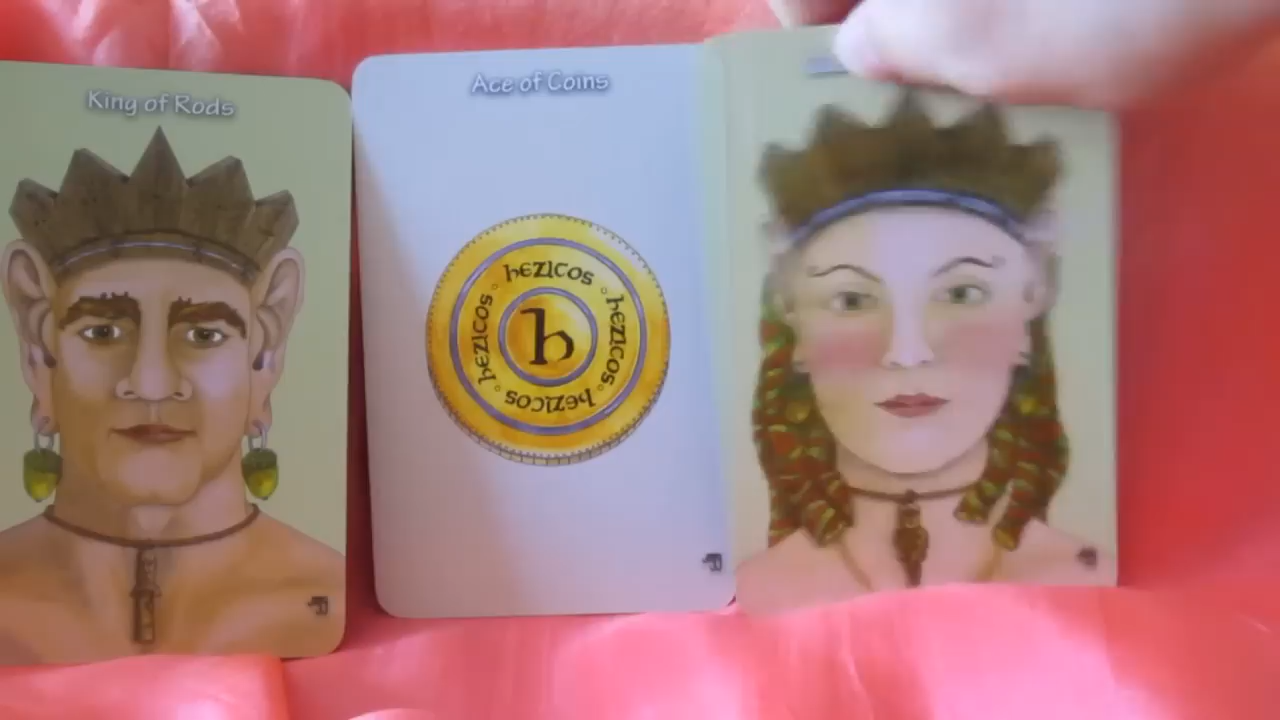 King of Rods
Ace of Coins
hezicos
hezicos
hezicos
hezicos
h